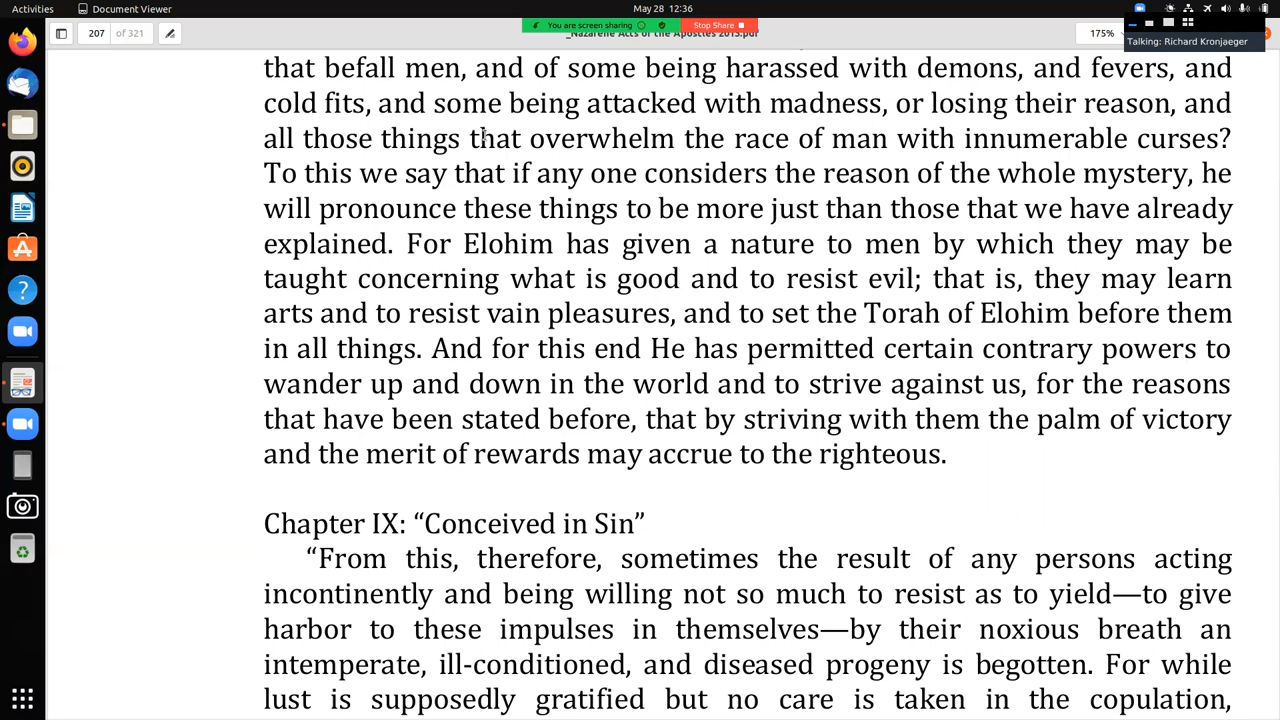 Activities
Document Viewer
May 28 12:36
You are screen sharing
Stop Share
207
of 321
_Nazarene Acts of the Apostles 2013.pdf
175%
Talking: Richard Kronjaeger
that befall men, and of some being harassed with demons, and fevers, and
cold fits, and some being attacked with madness, or losing their reason, and
all those things that overwhelm the race of man with innumerable curses?
To this we say that if any one considers the reason of the whole mystery, he
will pronounce these things to be more just than those that we have already
explained. For Elohim has given a nature to men by which they may be
taught concerning what is good and to resist evil; that is, they may learn
arts and to resist vain pleasures, and to set the Torah of Elohim before them
in all things. And for this end He has permitted certain contrary powers to
wander up and down in the world and to strive against us, for the reasons
that have been stated before, that by striving with them the palm of victory
and the merit of rewards may accrue to the righteous.
Chapter IX: “Conceived in Sin”
“From this, therefore, sometimes the result of any persons acting
incontinently and being willing not so much to resist as to yield—to give
harbor to these impulses in themselves—by their noxious breath an
intemperate, ill-conditioned, and diseased progeny is begotten. For while
lust is supposedly gratified but no care is taken in the copulation,